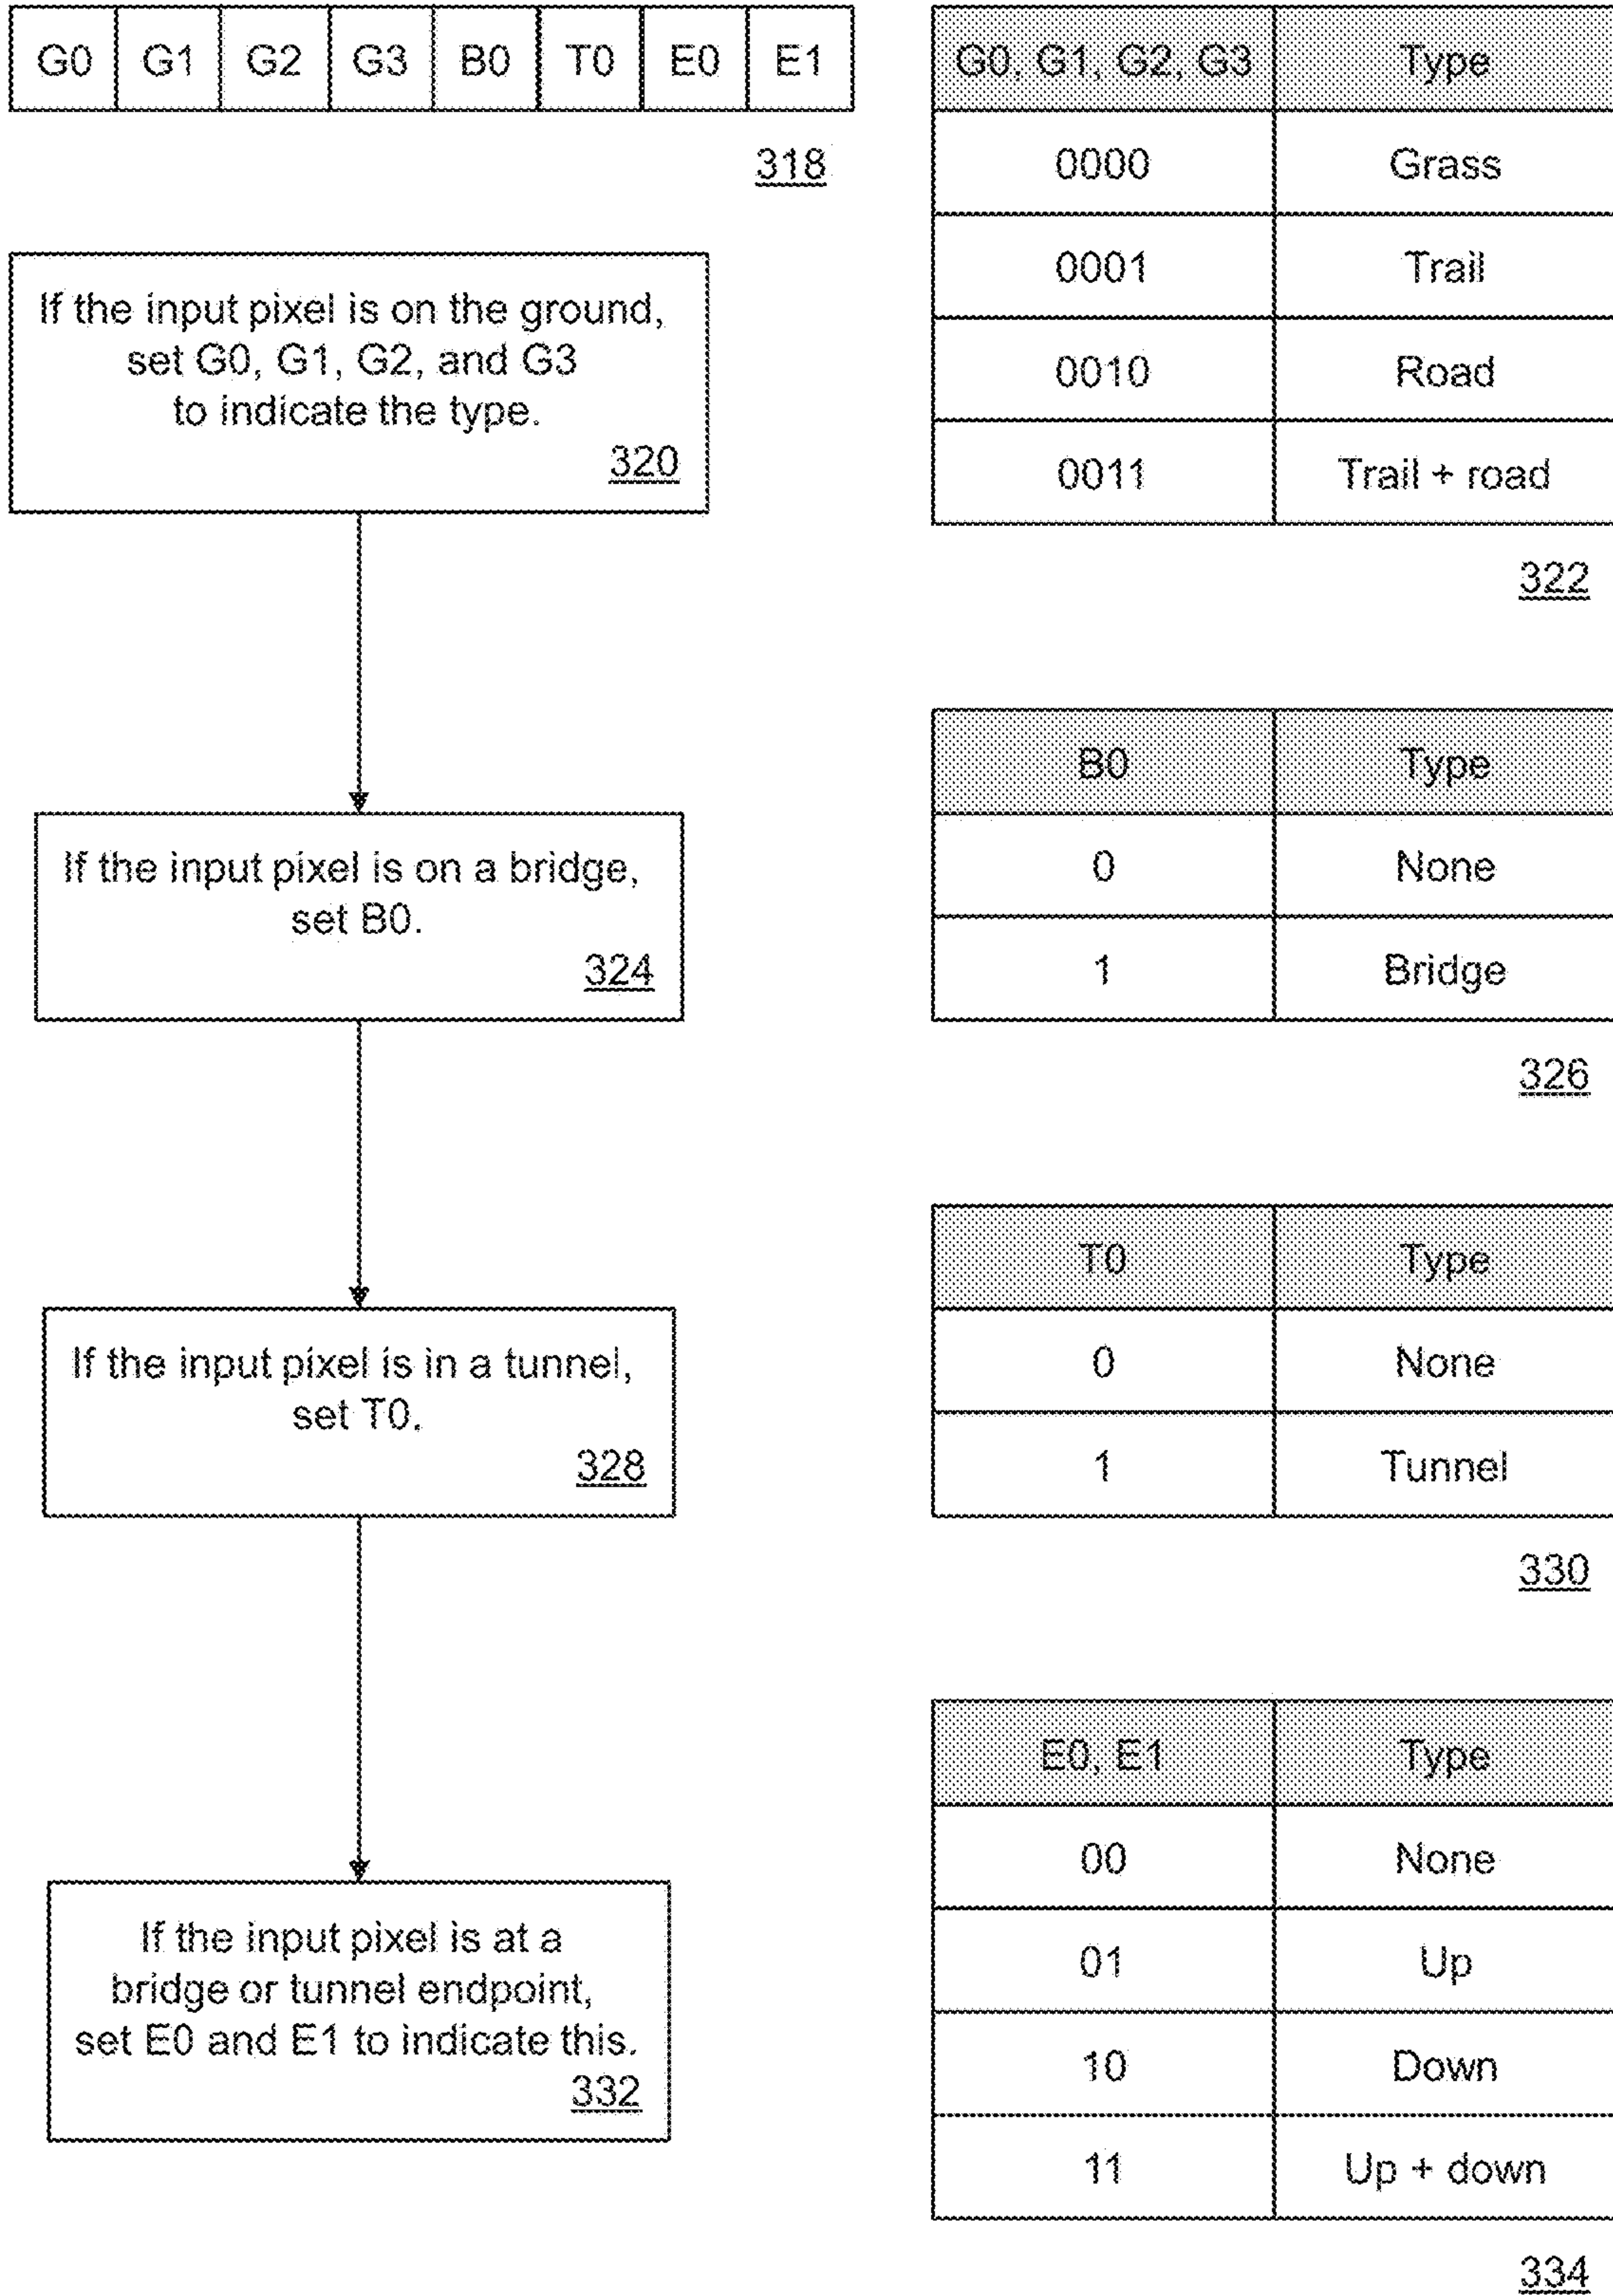 G0 G1 G2 G3 B0 T0 E0 E1
318
If the input pixel is on the ground,
set G0, G1, G2, and G3
to indicate the type.
320
G0, G1, G2, G3 Type
0000 Grass
0001 Trail
0010 Road
0011 Trail + road
322
If the input pixel is on a bridge,
set B0.
324
B0 Type
0 None
1 Bridge
326
If the input pixel is in a tunnel,
set T0.
328
T0 Type
0 None
1 Tunnel
330
If the input pixel is at a
bridge or tunnel endpoint,
set E0 and E1 to indicate this.
332
E0, E1 Type
00 None
01 Up
10 Down
11 Up + down
334